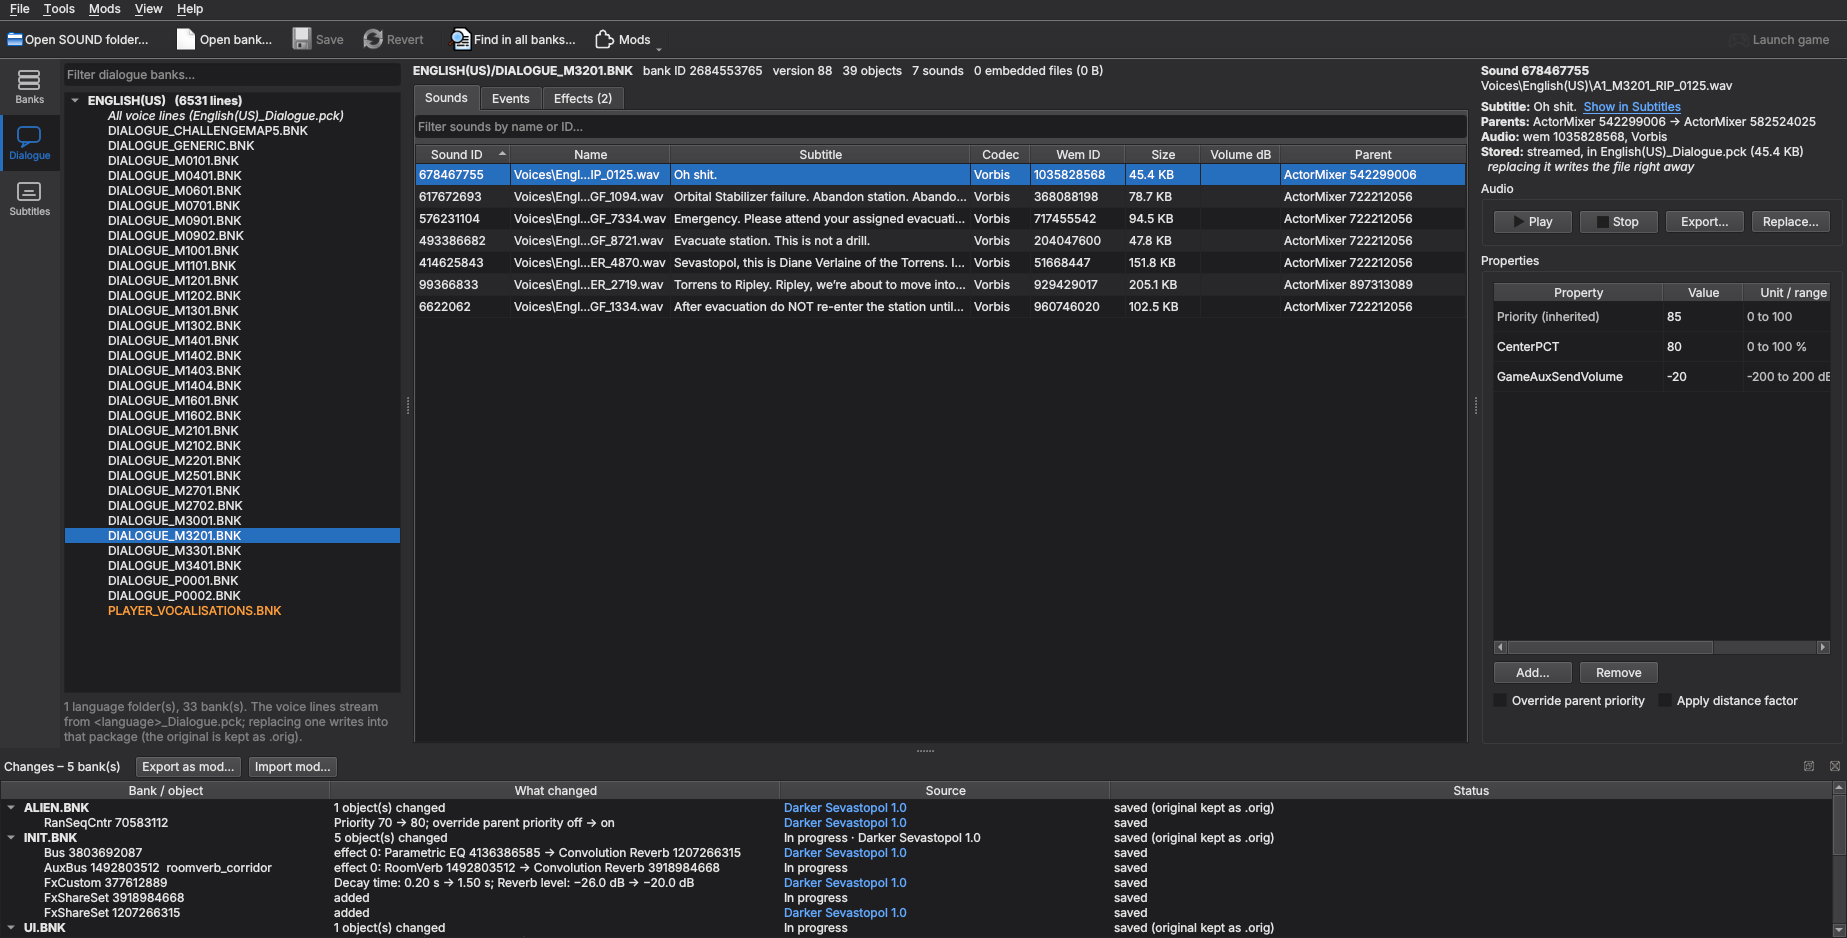 File Tools Mods View Help
Open SOUND folder... Open bank... Save Revert Find in all banks... Mods Launch game
Banks
Dialogue
Subtitles
Filter dialogue banks...
ENGLISH(US) (6531 lines)
All voice lines (English(US)_Dialogue.pck)
DIALOGUE_CHALLENGEMAP5.BNK
DIALOGUE_GENERIC.BNK
DIALOGUE_M0101.BNK
DIALOGUE_M0401.BNK
DIALOGUE_M0601.BNK
DIALOGUE_M0701.BNK
DIALOGUE_M0901.BNK
DIALOGUE_M0902.BNK
DIALOGUE_M1001.BNK
DIALOGUE_M1101.BNK
DIALOGUE_M1201.BNK
DIALOGUE_M1202.BNK
DIALOGUE_M1301.BNK
DIALOGUE_M1302.BNK
DIALOGUE_M1401.BNK
DIALOGUE_M1402.BNK
DIALOGUE_M1403.BNK
DIALOGUE_M1404.BNK
DIALOGUE_M1601.BNK
DIALOGUE_M1602.BNK
DIALOGUE_M2101.BNK
DIALOGUE_M2102.BNK
DIALOGUE_M2201.BNK
DIALOGUE_M2501.BNK
DIALOGUE_M2701.BNK
DIALOGUE_M2702.BNK
DIALOGUE_M3001.BNK
DIALOGUE_M3201.BNK
DIALOGUE_M3301.BNK
DIALOGUE_M3401.BNK
DIALOGUE_P0001.BNK
DIALOGUE_P0002.BNK
PLAYER_VOCALISATIONS.BNK
1 language folder(s), 33 bank(s). The voice lines stream
from <language>_Dialogue.pck; replacing one writes into
that package (the original is kept as .orig).
ENGLISH(US)/DIALOGUE_M3201.BNK bank ID 2684553765 version 88 39 objects 7 sounds 0 embedded files (0 B)
Sounds Events Effects (2)
Filter sounds by name or ID...
Sound ID Name Subtitle Codec Wem ID Size Volume dB Parent
678467755 Voices\Engl...IP_0125.wav Oh shit. Vorbis 1035828568 45.4 KB ActorMixer 542299006
617672693 Voices\Engl...GF_1094.wav Orbital Stabilizer failure. Abandon station. Abando... Vorbis 368088198 78.7 KB ActorMixer 722212056
576231104 Voices\Engl...GF_7334.wav Emergency. Please attend your assigned evacuati... Vorbis 717455542 94.5 KB ActorMixer 722212056
493386682 Voices\Engl...GF_8721.wav Evacuate station. This is not a drill. Vorbis 204047600 47.8 KB ActorMixer 722212056
414625843 Voices\Engl...ER_4870.wav Sevastopol, this is Diane Verlaine of the Torrens. I... Vorbis 51668447 151.8 KB ActorMixer 722212056
99366833 Voices\Engl...ER_2719.wav Torrens to Ripley. Ripley, we're about to move into... Vorbis 929429017 205.1 KB ActorMixer 897313089
6622062 Voices\Engl...GF_1334.wav After evacuation do NOT re-enter the station until... Vorbis 960746020 102.5 KB ActorMixer 722212056
Sound 678467755
Voices\English(US)\A1_M3201_RIP_0125.wav
Subtitle: Oh shit. Show in Subtitles
Parents: ActorMixer 542299006 → ActorMixer 582524025
Audio: wem 1035828568, Vorbis
Stored: streamed, in English(US)_Dialogue.pck (45.4 KB)
replacing it writes the file right away
Audio
Play Stop Export... Replace...
Properties
Property Value Unit / range
Priority (inherited) 85 0 to 100
CenterPCT 80 0 to 100 %
GameAuxSendVolume -20 -200 to 200 dB
Add... Remove
Override parent priority Apply distance factor
Changes – 5 bank(s) Export as mod... Import mod...
Bank / object What changed Source Status
ALIEN.BNK 1 object(s) changed Darker Sevastopol 1.0 saved (original kept as .orig)
RanSeqCntr 70583112 Priority 70 → 80; override parent priority off → on Darker Sevastopol 1.0 saved
INIT.BNK 5 object(s) changed In progress · Darker Sevastopol 1.0 saved (original kept as .orig)
Bus 3803692087 effect 0: Parametric EQ 4136386585 → Convolution Reverb 1207266315 Darker Sevastopol 1.0 saved
AuxBus 1492803512 roomverb_corridor effect 0: RoomVerb 1492803512 → Convolution Reverb 3918984668 In progress saved
FxCustom 377612889 Decay time: 0.20 s → 1.50 s; Reverb level: −26.0 dB → −20.0 dB Darker Sevastopol 1.0 saved
FxShareSet 3918984668 added In progress saved
FxShareSet 1207266315 added Darker Sevastopol 1.0 saved
UI.BNK 1 object(s) changed In progress saved (original kept as .orig)